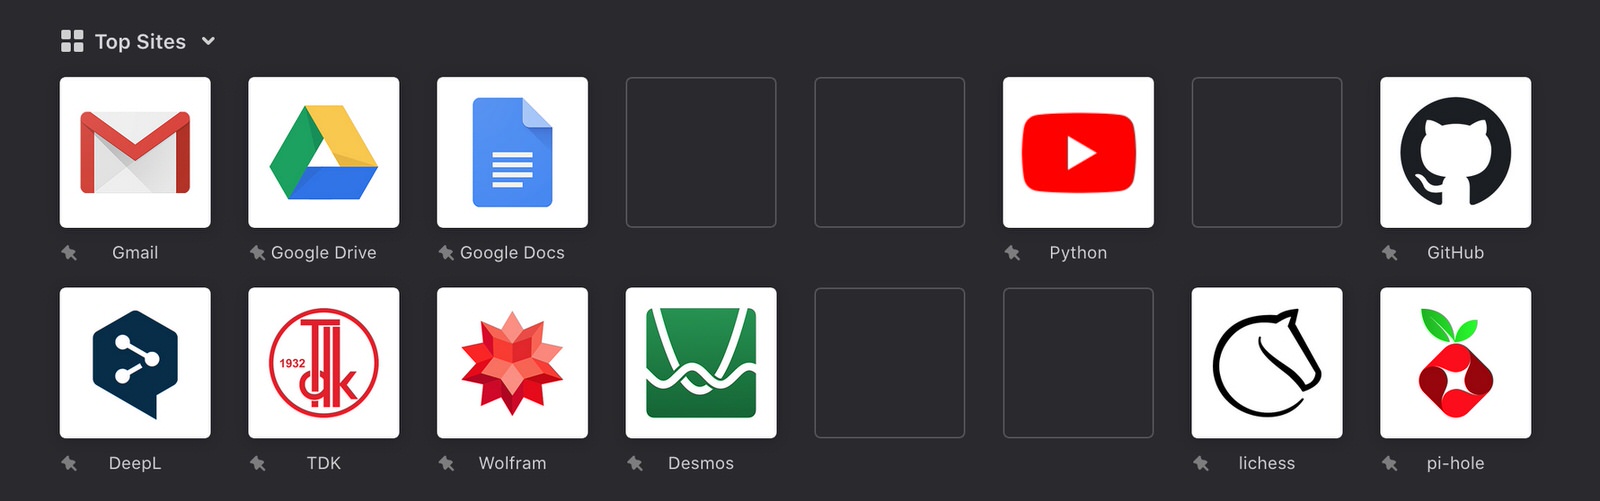 Top Sites
Gmail
Google Drive
Google Docs
Python
GitHub
1932
TDK
DeepL
TDK
Wolfram
Desmos
lichess
pi-hole